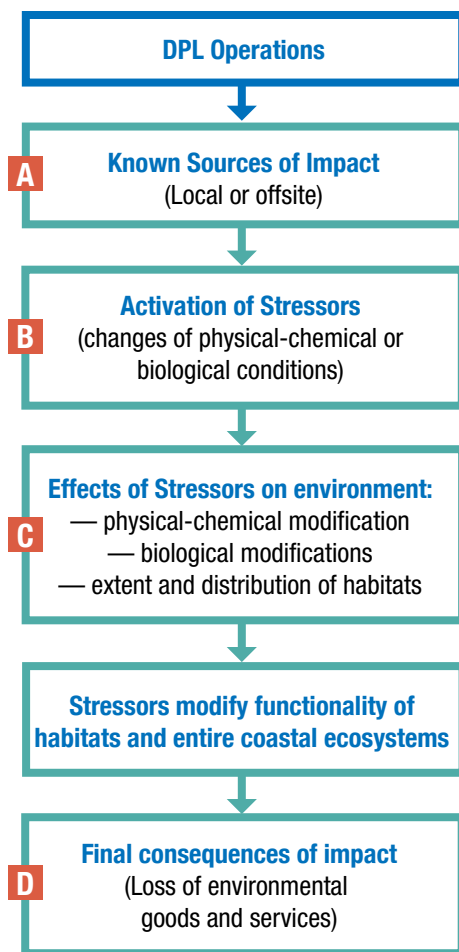 DPL Operations
A
Known Sources of Impact
(Local or offsite)
B
Activation of Stressors
(changes of physical-chemical or
biological conditions)
C
Effects of Stressors on environment:
— physical-chemical modification
— biological modifications
— extent and distribution of habitats
Stressors modify functionality of
habitats and entire coastal ecosystems
D
Final consequences of impact
(Loss of environmental
goods and services)